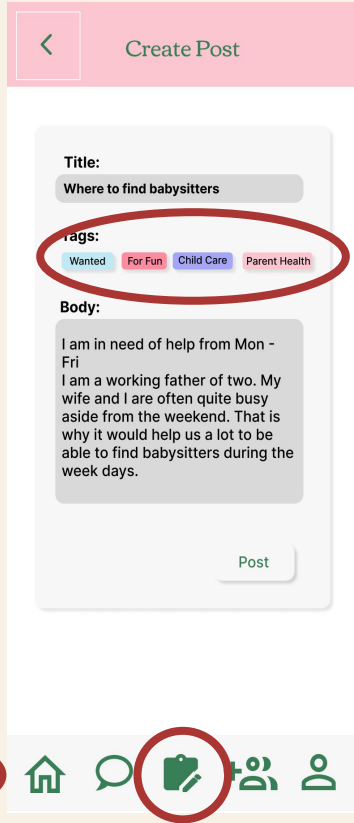 Create Post
Title:
Where to find babysitters
Tags:
Wanted For Fun Child Care Parent Health
Body:
I am in need of help from Mon -
Fri
I am a working father of two. My
wife and I are often quite busy
aside from the weekend. That is
why it would help us a lot to be
able to find babysitters during the
week days.
Post